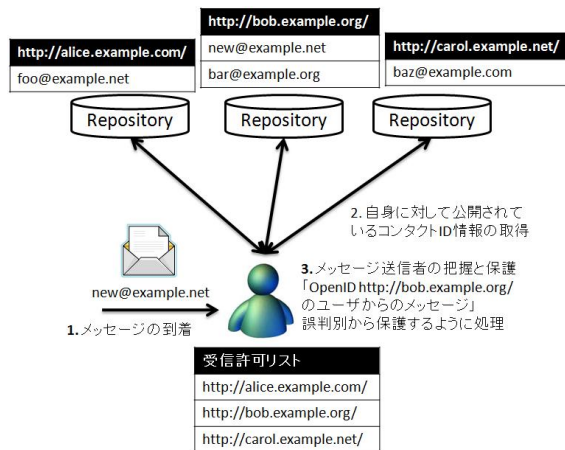 http://alice.example.com/
foo@example.net
http://bob.example.org/
new@example.net
bar@example.org
http://carol.example.net/
baz@example.com
Repository
Repository
Repository
2. 自身に対して公開されて
いるコンタクトID情報の取得
new@example.net
1.メッセージの到着
3.メッセージ送信者の把握と保護
「OpenID http://bob.example.org/
のユーザからのメッセージ」
誤判別から保護するように処理
受信許可リスト
http://alice.example.com/
http://bob.example.org/
http://carol.example.net/